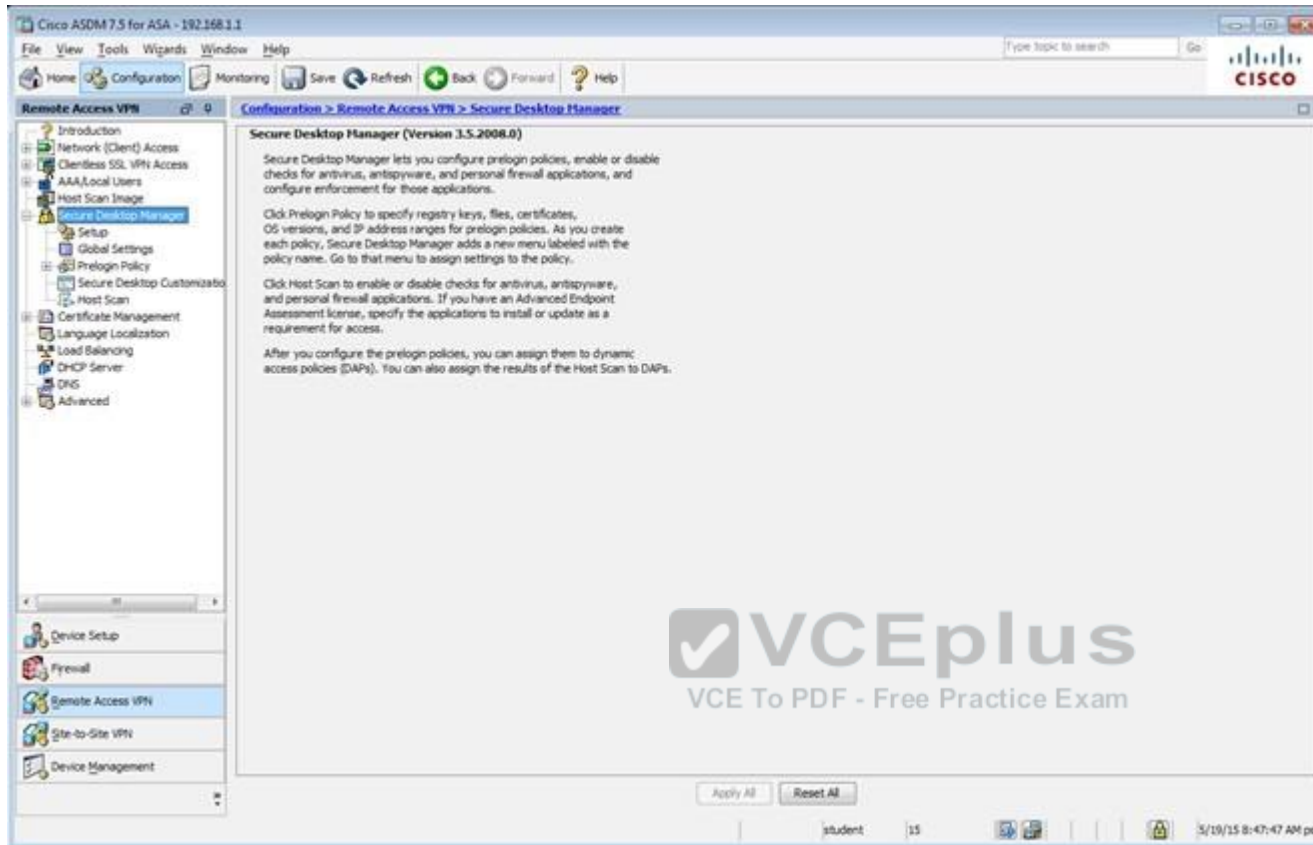 Cisco ASDM 7.5 for ASA - 192.168.1.1
File View Tools Wizards Window Help
Type topic to search Go
CISCO
Home Configuration Monitoring Save Refresh Back Forward Help
Remote Access VPN
Configuration > Remote Access VPN > Secure Desktop Manager
Introduction
Network (Client) Access
Clientless SSL VPN Access
AAA/Local Users
Host Scan Image
Secure Desktop Manager
Setup
Global Settings
Prelogin Policy
Secure Desktop Customizatio
Host Scan
Certificate Management
Language Localization
Load Balancing
DHCP Server
DNS
Advanced
Secure Desktop Manager (Version 3.5.2008.0)
Secure Desktop Manager lets you configure prelogin policies, enable or disable
checks for antivirus, antispyware, and personal firewall applications, and
configure enforcement for those applications.
Click Prelogin Policy to specify registry keys, files, certificates,
OS versions, and IP address ranges for prelogin policies. As you create
each policy, Secure Desktop Manager adds a new menu labeled with the
policy name. Go to that menu to assign settings to the policy.
Click Host Scan to enable or disable checks for antivirus, antispyware,
and personal firewall applications. If you have an Advanced Endpoint
Assessment license, specify the applications to install or update as a
requirement for access.
After you configure the prelogin policies, you can assign them to dynamic
access policies (DAPs). You can also assign the results of the Host Scan to DAPs.
Device Setup
Firewall
Remote Access VPN
Site-to-Site VPN
Device Management
VCEplus
VCE To PDF - Free Practice Exam
Apply All Reset All
student 15 5/19/15 8:47:47 AM p